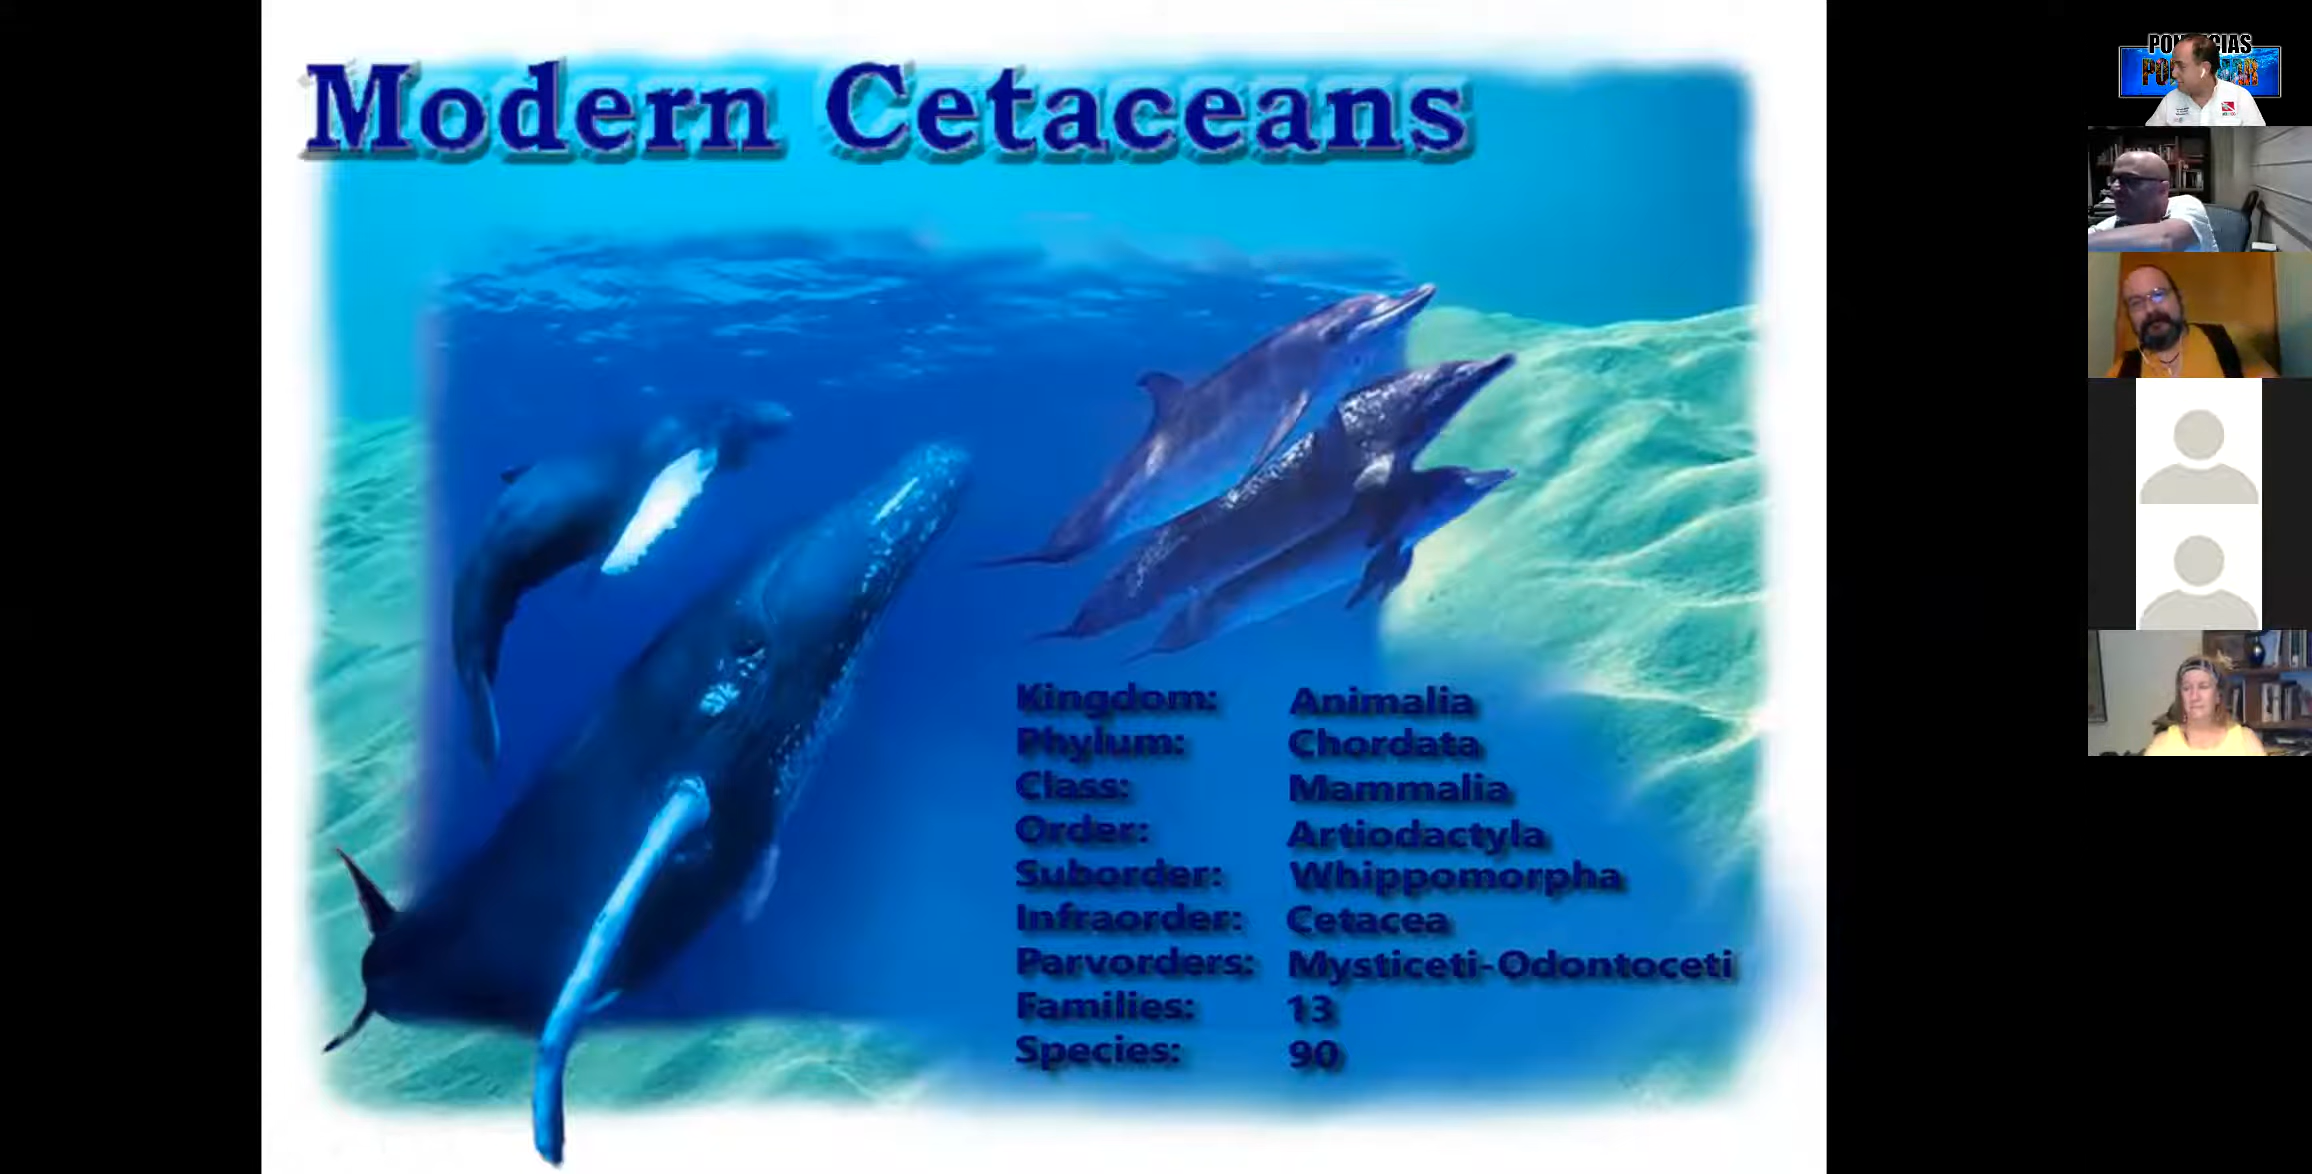 Modern Cetaceans
Kingdom: Animalia
Phylum: Chordata
Class: Mammalia
Order: Artiodactyla
Suborder: Whippomorpha
Infraorder: Cetacea
Parvorders: Mysticeti-Odontoceti
Families: 13
Species: 90